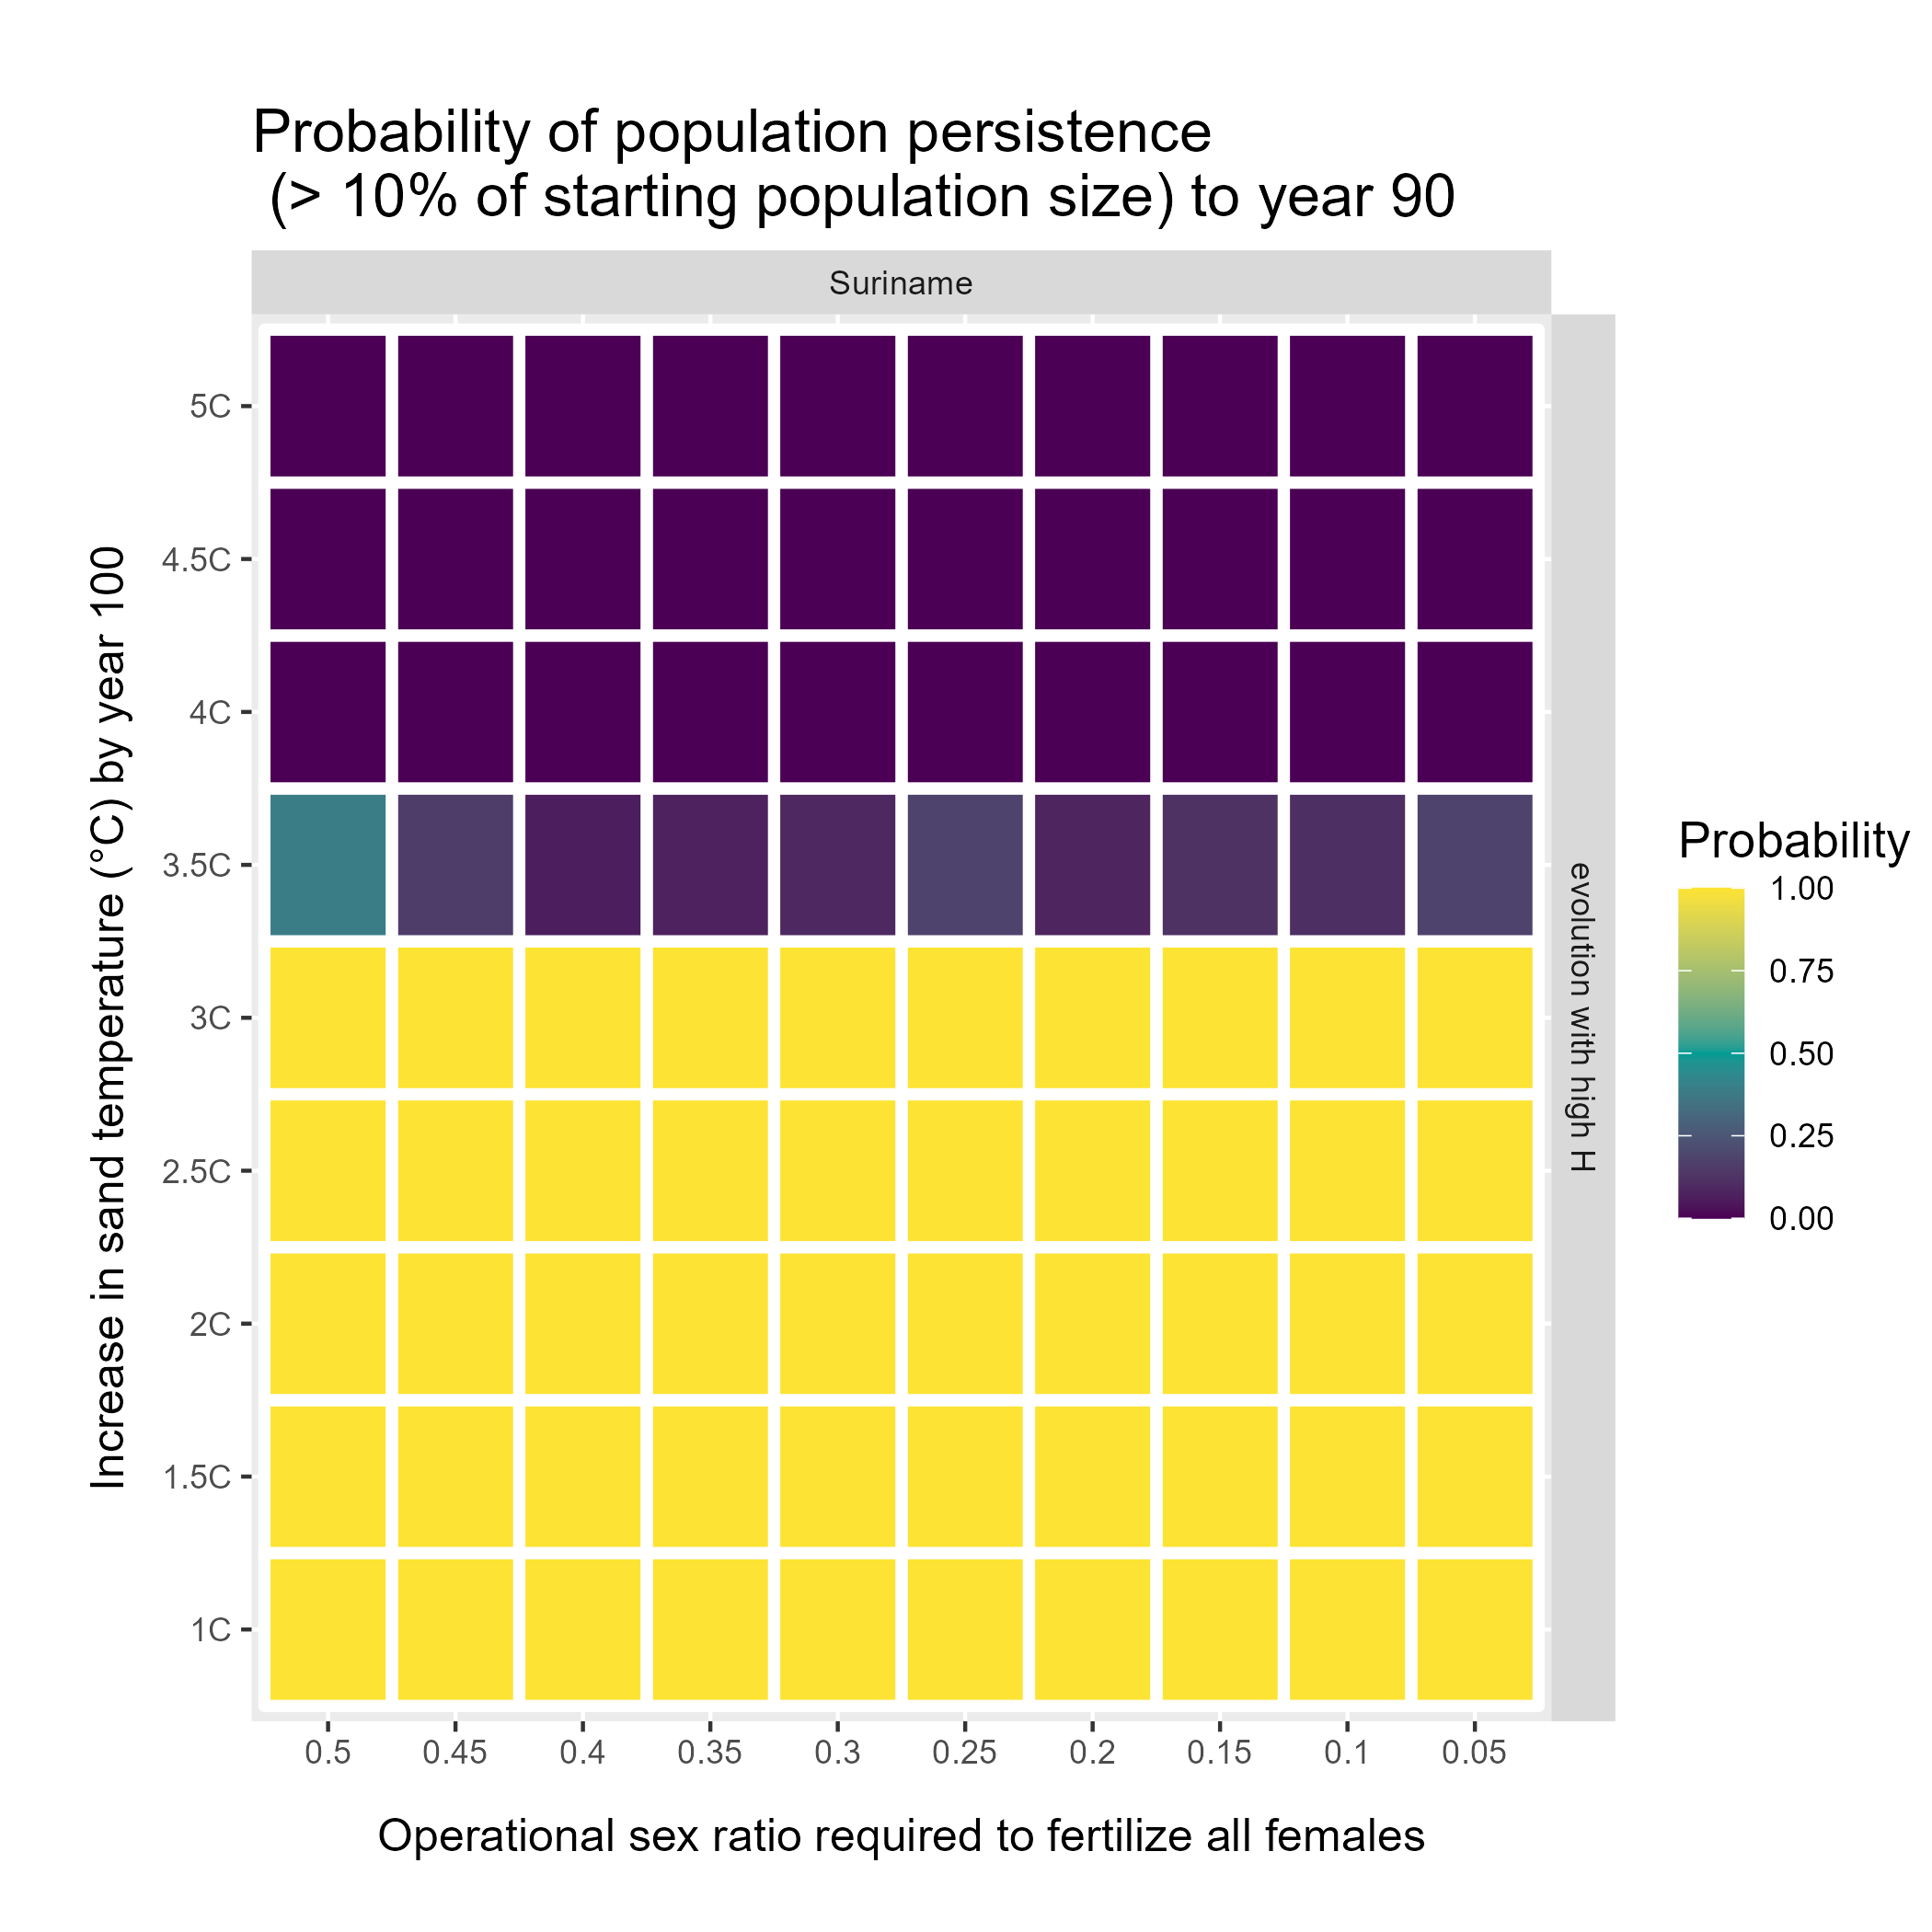 Probability of population persistence
(> 10% of starting population size) to year 90
Suriname
5C
4.5C
4C
3.5C
3C
2.5C
2C
1.5C
1C
Increase in sand temperature (°C) by year 100
evolution with high H
0.5
0.45
0.4
0.35
0.3
0.25
0.2
0.15
0.1
0.05
Operational sex ratio required to fertilize all females
Probability
1.00
0.75
0.50
0.25
0.00